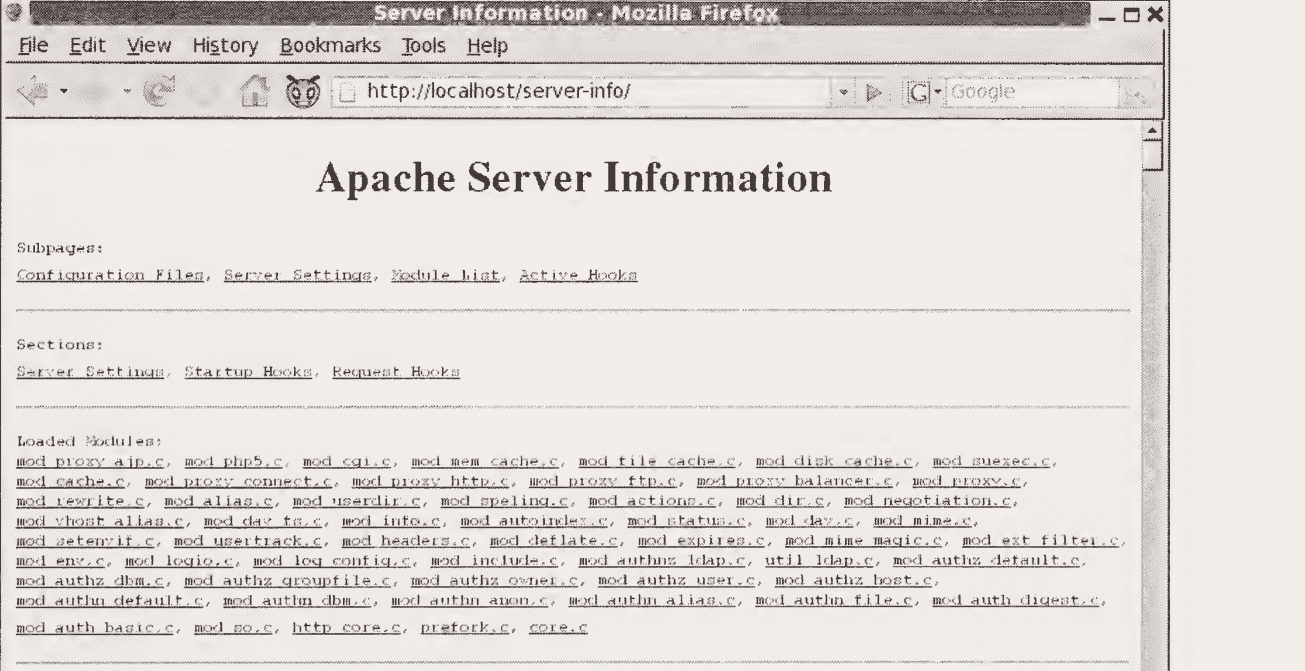 Server Information - Mozilla Firefox
File Edit View History Bookmarks Tools Help
http://localhost/server-info/ G Google
Apache Server Information
Subpages:
Configuration Files, Server Settings, Module List, Active Hooks
Sections:
Server Settings, Startup Hooks, Request Hooks
Loaded Modules:
mod_proxy_ajp.c, mod_php5.c, mod_cgi.c, mod_mem_cache.c, mod_file_cache.c, mod_disk_cache.c, mod_suexec.c,
mod_cache.c, mod_proxy_connect.c, mod_proxy_http.c, mod_proxy_ftp.c, mod_proxy_balancer.c, mod_proxy.c,
mod_rewrite.c, mod_alias.c, mod_userdir.c, mod_speling.c, mod_actions.c, mod_dir.c, mod_negotiation.c,
mod_vhost_alias.c, mod_dav_fs.c, mod_info.c, mod_autoindex.c, mod_status.c, mod_dav.c, mod_mime.c,
mod_setenvif.c, mod_usertrack.c, mod_headers.c, mod_deflate.c, mod_expires.c, mod_mime_magic.c, mod_ext_filter.c,
mod_env.c, mod_logio.c, mod_log_config.c, mod_include.c, mod_authnz_ldap.c, util_ldap.c, mod_authz_default.c,
mod_authz_dbm.c, mod_authz_groupfile.c, mod_authz_owner.c, mod_authz_user.c, mod_authz_host.c,
mod_authn_default.c, mod_authn_dbm.c, mod_authn_anon.c, mod_authn_alias.c, mod_authn_file.c, mod_auth_digest.c,
mod_auth_basic.c, mod_so.c, http_core.c, prefork.c, core.c